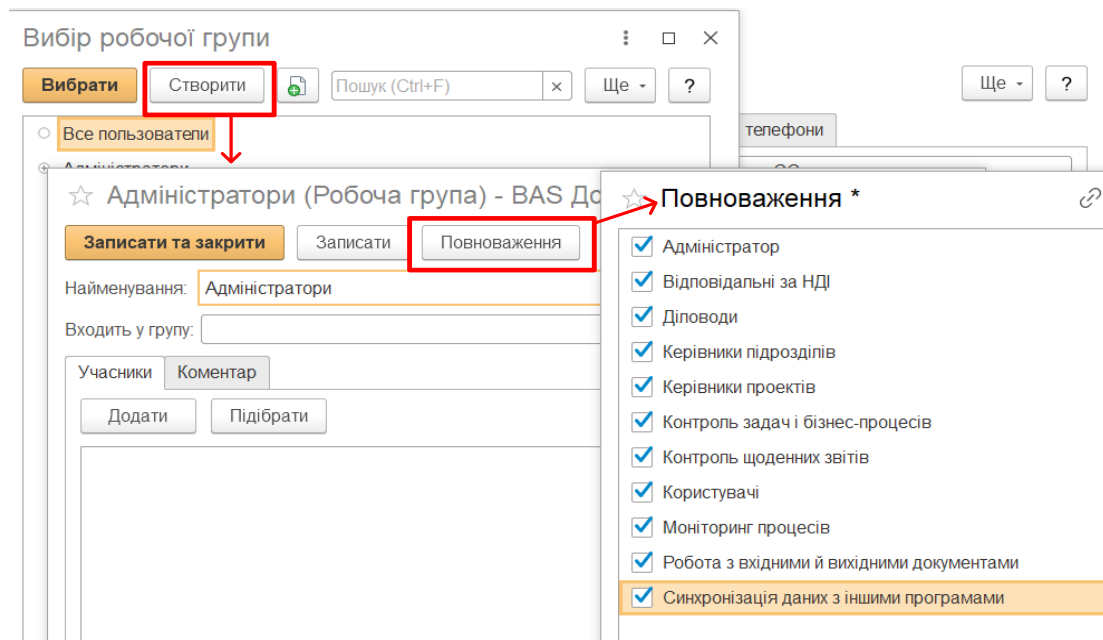 Вибір робочої групи
Вибрати Створити Пошук (Ctrl+F) × Ще ?
Ще ?
Все пользователи
телефони
Адміністратори
Адміністратори (Робоча група) - BAS До
Записати та закрити Записати Повноваження
Найменування: Адміністратори
Входить у групу:
Учасники Коментар
Додати Підібрати
Повноваження *
Адміністратор
Відповідальні за НДІ
Діловоди
Керівники підрозділів
Керівники проектів
Контроль задач і бізнес-процесів
Контроль щоденних звітів
Користувачі
Моніторинг процесів
Робота з вхідними й вихідними документами
Синхронізація даних з іншими програмами